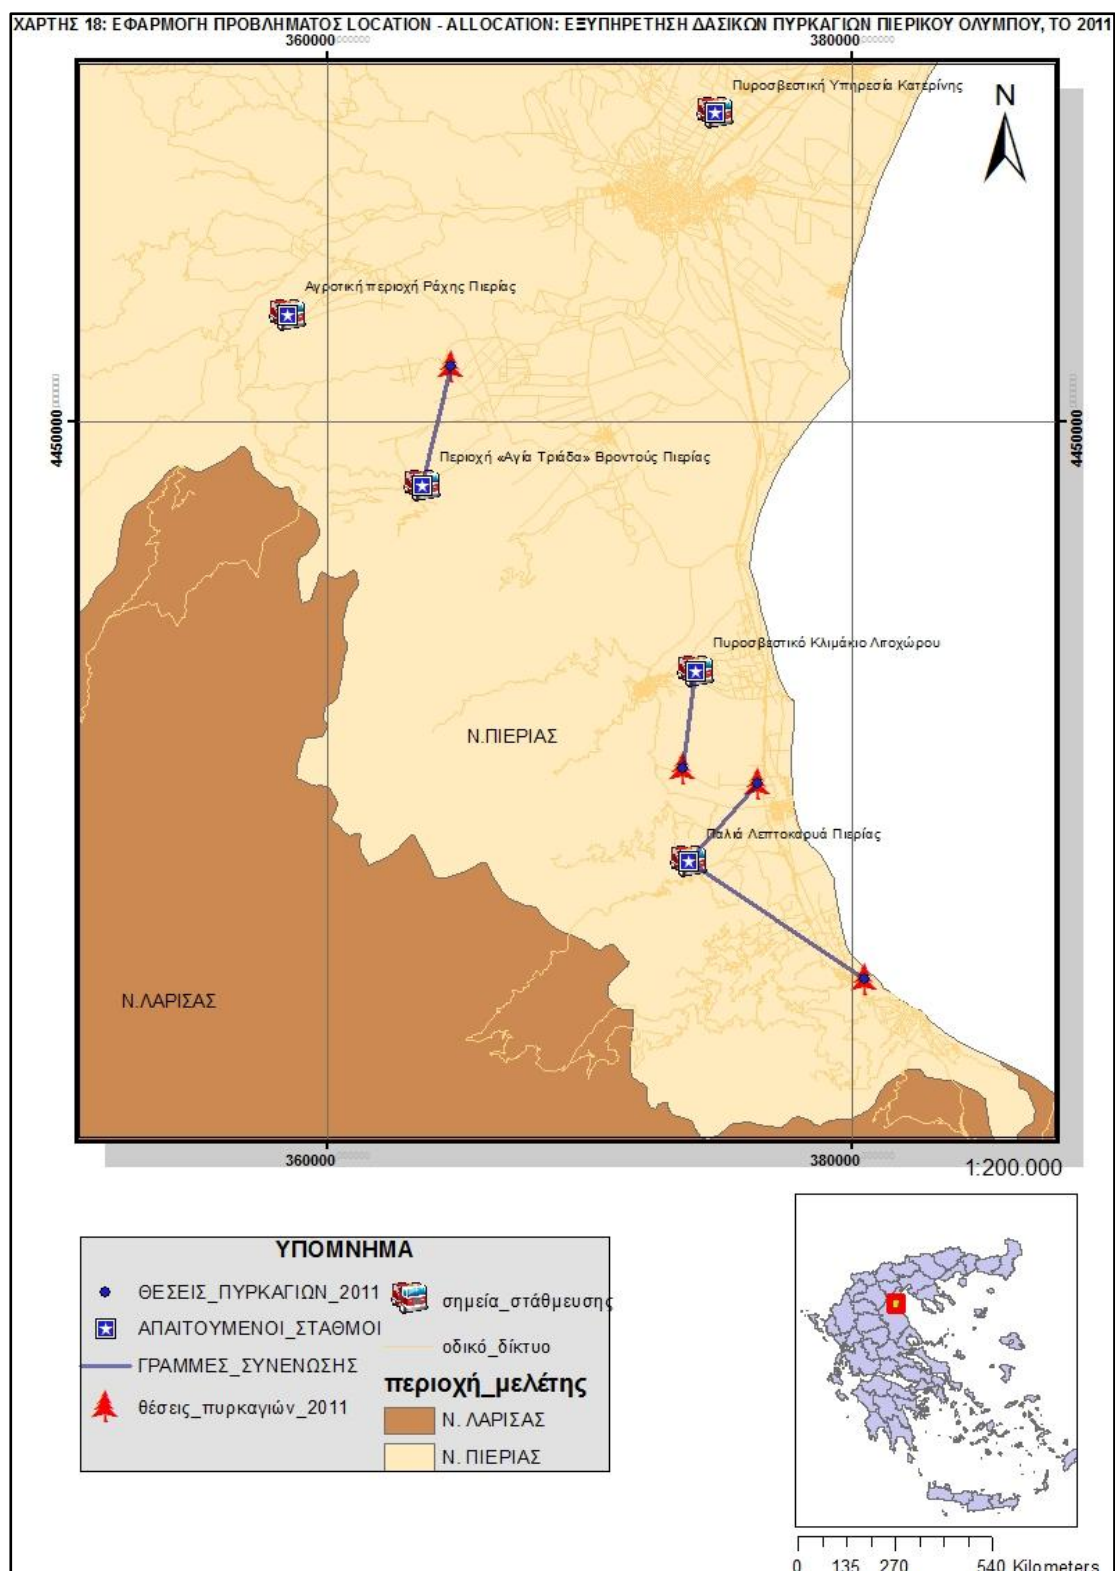 ΧΑΡΤΗΣ 18: ΕΦΑΡΜΟΓΗ ΠΡΟΒΛΗΜΑΤΟΣ LOCATION - ALLOCATION: ΕΞΥΠΗΡΕΤΗΣΗ ΔΑΣΙΚΩΝ ΠΥΡΚΑΓΙΩΝ ΠΙΕΡΙΚΟΥ ΟΛΥΜΠΟΥ, ΤΟ 2011
360000 380000
Πυροσβεστική Υπηρεσία Κατερίνης
N
Αγροτική περιοχή Ράχης Πιερίας
4450000 4450000
Περιοχή «Αγία Τριάδα» Βροντούς Πιερίας
Πυροσβεστικό Κλιμάκιο Λιτοχώρου
Ν.ΠΙΕΡΙΑΣ
Παλιά Λεπτοκαρυά Πιερίας
Ν.ΛΑΡΙΣΑΣ
360000 380000
1:200.000
ΥΠΟΜΝΗΜΑ
ΘΕΣΕΙΣ_ΠΥΡΚΑΓΙΩΝ_2011
ΑΠΑΙΤΟΥΜΕΝΟΙ_ΣΤΑΘΜΟΙ
ΓΡΑΜΜΕΣ_ΣΥΝΕΝΩΣΗΣ
θέσεις_πυρκαγιών_2011
σημεία_στάθμευσης
οδικό_δίκτυο
περιοχή_μελέτης
Ν. ΛΑΡΙΣΑΣ
Ν. ΠΙΕΡΙΑΣ
0 135 270 540 Kilometers